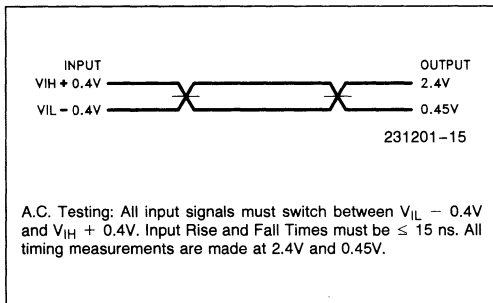 INPUT OUTPUT
VIH + 0.4V 2.4V
VIL − 0.4V 0.45V
231201–15
A.C. Testing: All input signals must switch between VIL − 0.4V
and VIH + 0.4V. Input Rise and Fall Times must be ≤ 15 ns. All
timing measurements are made at 2.4V and 0.45V.